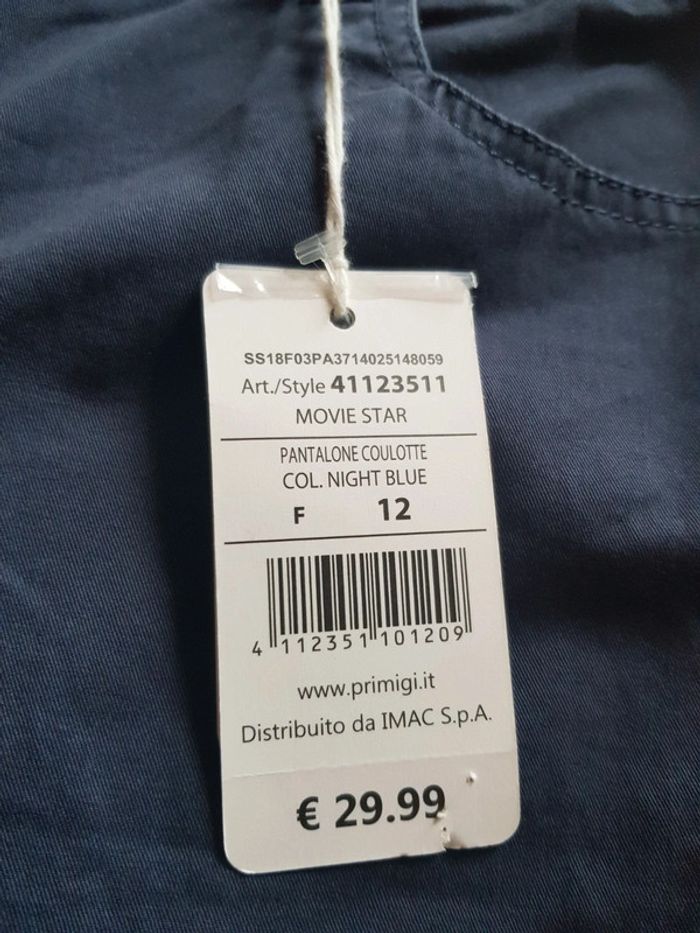 SS18F03PA3714025148059
Art./Style 41123511
MOVIE STAR
PANTALONE COULOTTE
COL. NIGHT BLUE
F 12
4 112351 101209
www.primigi.it
Distribuito da IMAC S.p.A.
€ 29.99